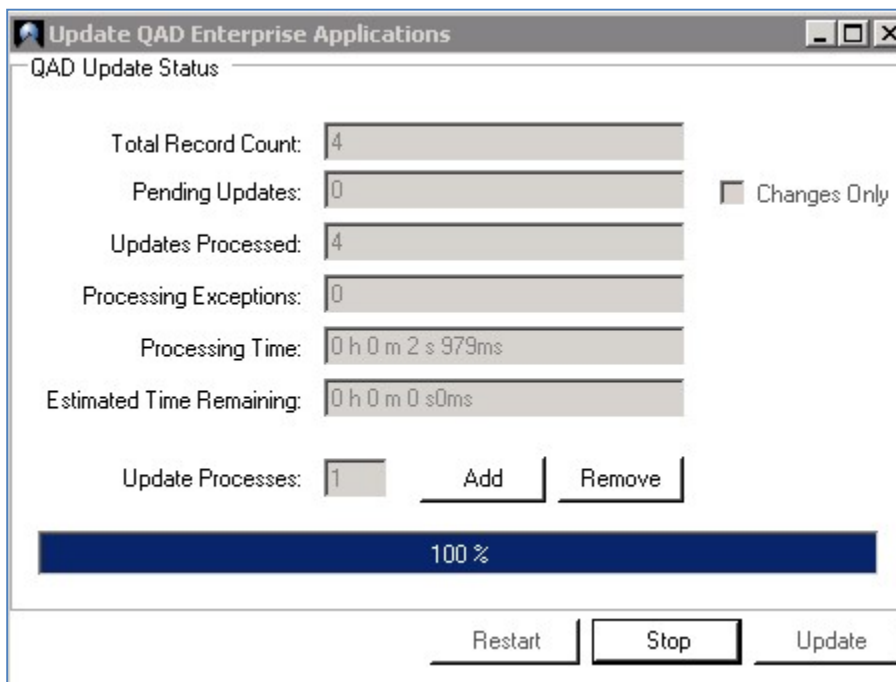 Update QAD Enterprise Applications
QAD Update Status
Total Record Count: 4
Pending Updates: 0
Changes Only
Updates Processed: 4
Processing Exceptions: 0
Processing Time: 0 h 0 m 2 s 979ms
Estimated Time Remaining: 0 h 0 m 0 s0ms
Update Processes: 1 Add Remove
100 %
Restart Stop Update